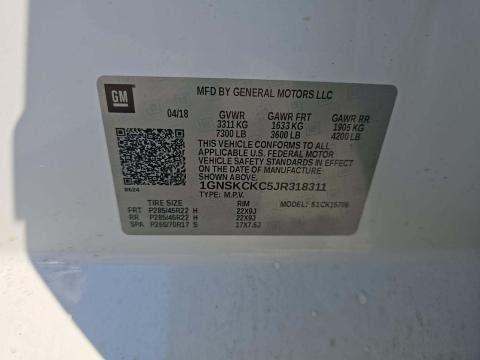 GM
MFD BY GENERAL MOTORS LLC
04/18 GVWR GAWR FRT GAWR RR
3311 KG 1633 KG 1905 KG
7300 LB 3600 LB 4200 LB
THIS VEHICLE CONFORMS TO ALL
APPLICABLE U.S. FEDERAL MOTOR
VEHICLE SAFETY STANDARDS IN EFFECT
ON THE DATE OF MANUFACTURE
SHOWN ABOVE.
1GNSKCKC5JR318311
TYPE: M.P.V.
TIRE SIZE RIM MODEL:
FRT P285/45R22 H 22X9J
RR P285/45R22 H 22X9J
SPA P265/70R17 S 17X7.5J